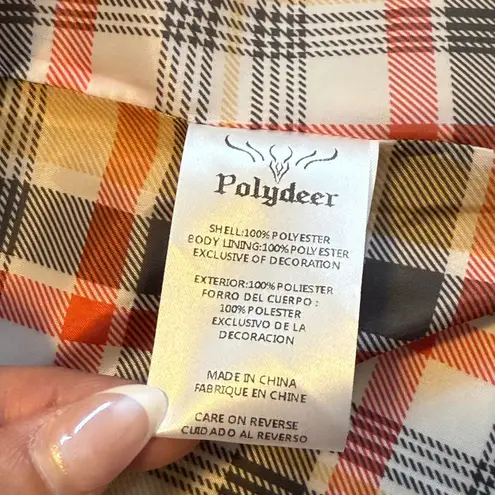 Polydeer
SHELL:100% POLYESTER
BODY LINING:100% POLYESTER
EXCLUSIVE OF DECORATION
EXTERIOR:100% POLIESTER
FORRO DEL CUERPO :
100% POLESTER
EXCLUSIVO DE LA
DECORACION
MADE IN CHINA
FABRIQUE EN CHINE
CARE ON REVERSE
CUIDADO AL REVERSO